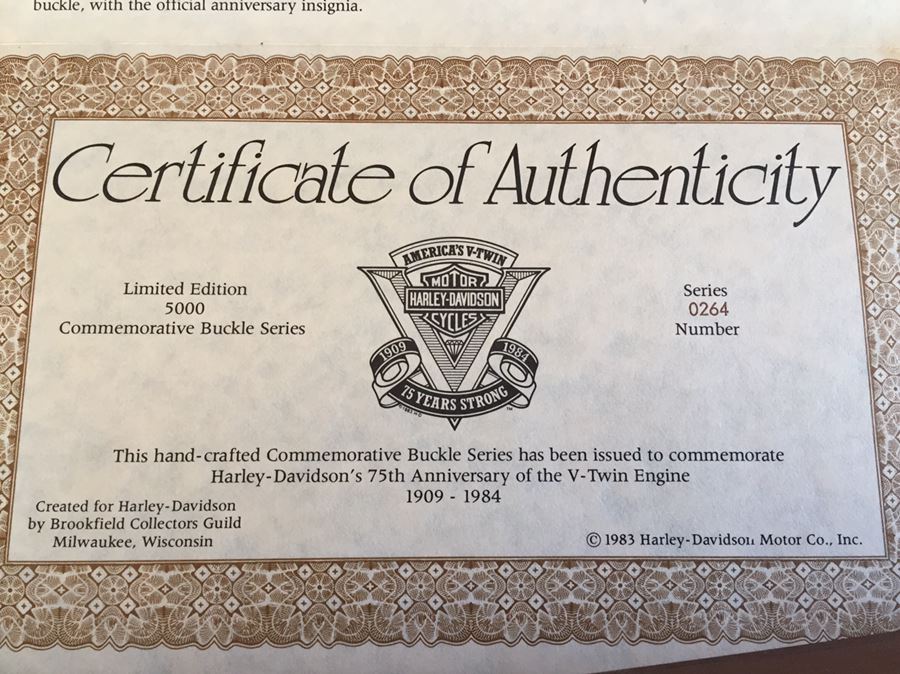 buckle, with the official anniversary insignia.
Certificate of Authenticity
Limited Edition
5000
Commemorative Buckle Series
AMERICA'S V-TWIN
MOTOR
HARLEY-DAVIDSON
CYCLES
1909
1984
75 YEARS STRONG
Series
0264
Number
This hand-crafted Commemorative Buckle Series has been issued to commemorate
Harley-Davidson's 75th Anniversary of the V-Twin Engine
1909 - 1984
Created for Harley-Davidson
by Brookfield Collectors Guild
Milwaukee, Wisconsin
© 1983 Harley-Davidson Motor Co., Inc.